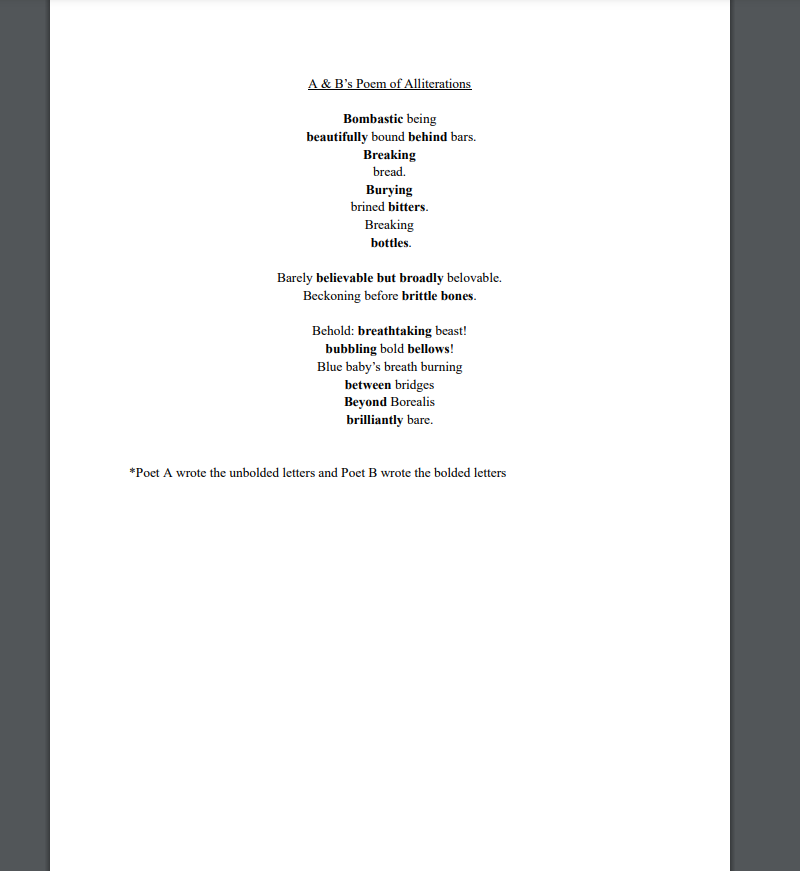 A & B’s Poem of Alliterations
Bombastic being
beautifully bound behind bars.
Breaking
bread.
Burying
brined bitters.
Breaking
bottles.
Barely believable but broadly belovable.
Beckoning before brittle bones.
Behold: breathtaking beast!
bubbling bold bellows!
Blue baby’s breath burning
between bridges
Beyond Borealis
brilliantly bare.
*Poet A wrote the unbolded letters and Poet B wrote the bolded letters